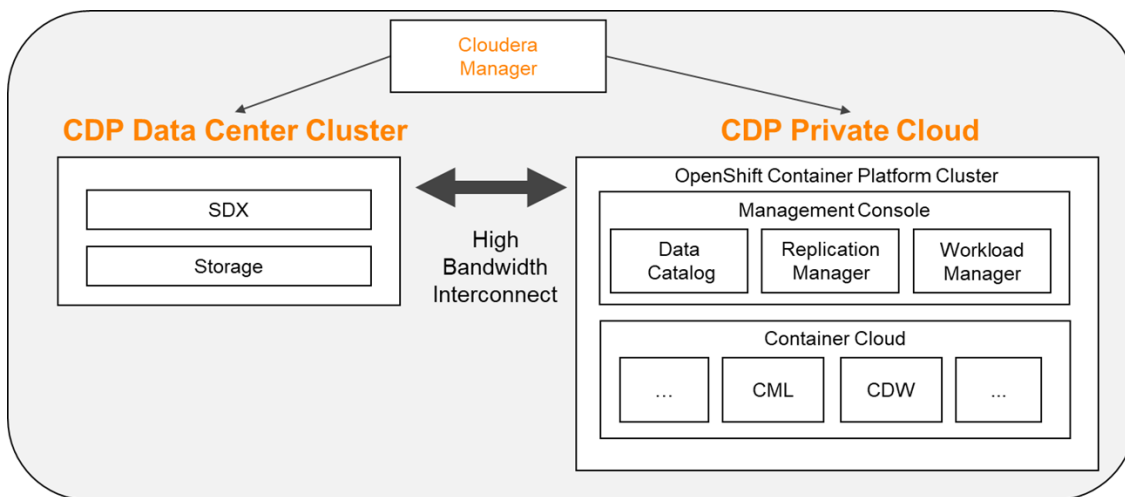 Cloudera
Manager
CDP Data Center Cluster
CDP Private Cloud
SDX
Storage
High
Bandwidth
Interconnect
OpenShift Container Platform Cluster
Management Console
Data
Catalog
Replication
Manager
Workload
Manager
Container Cloud
…
CML
CDW
...